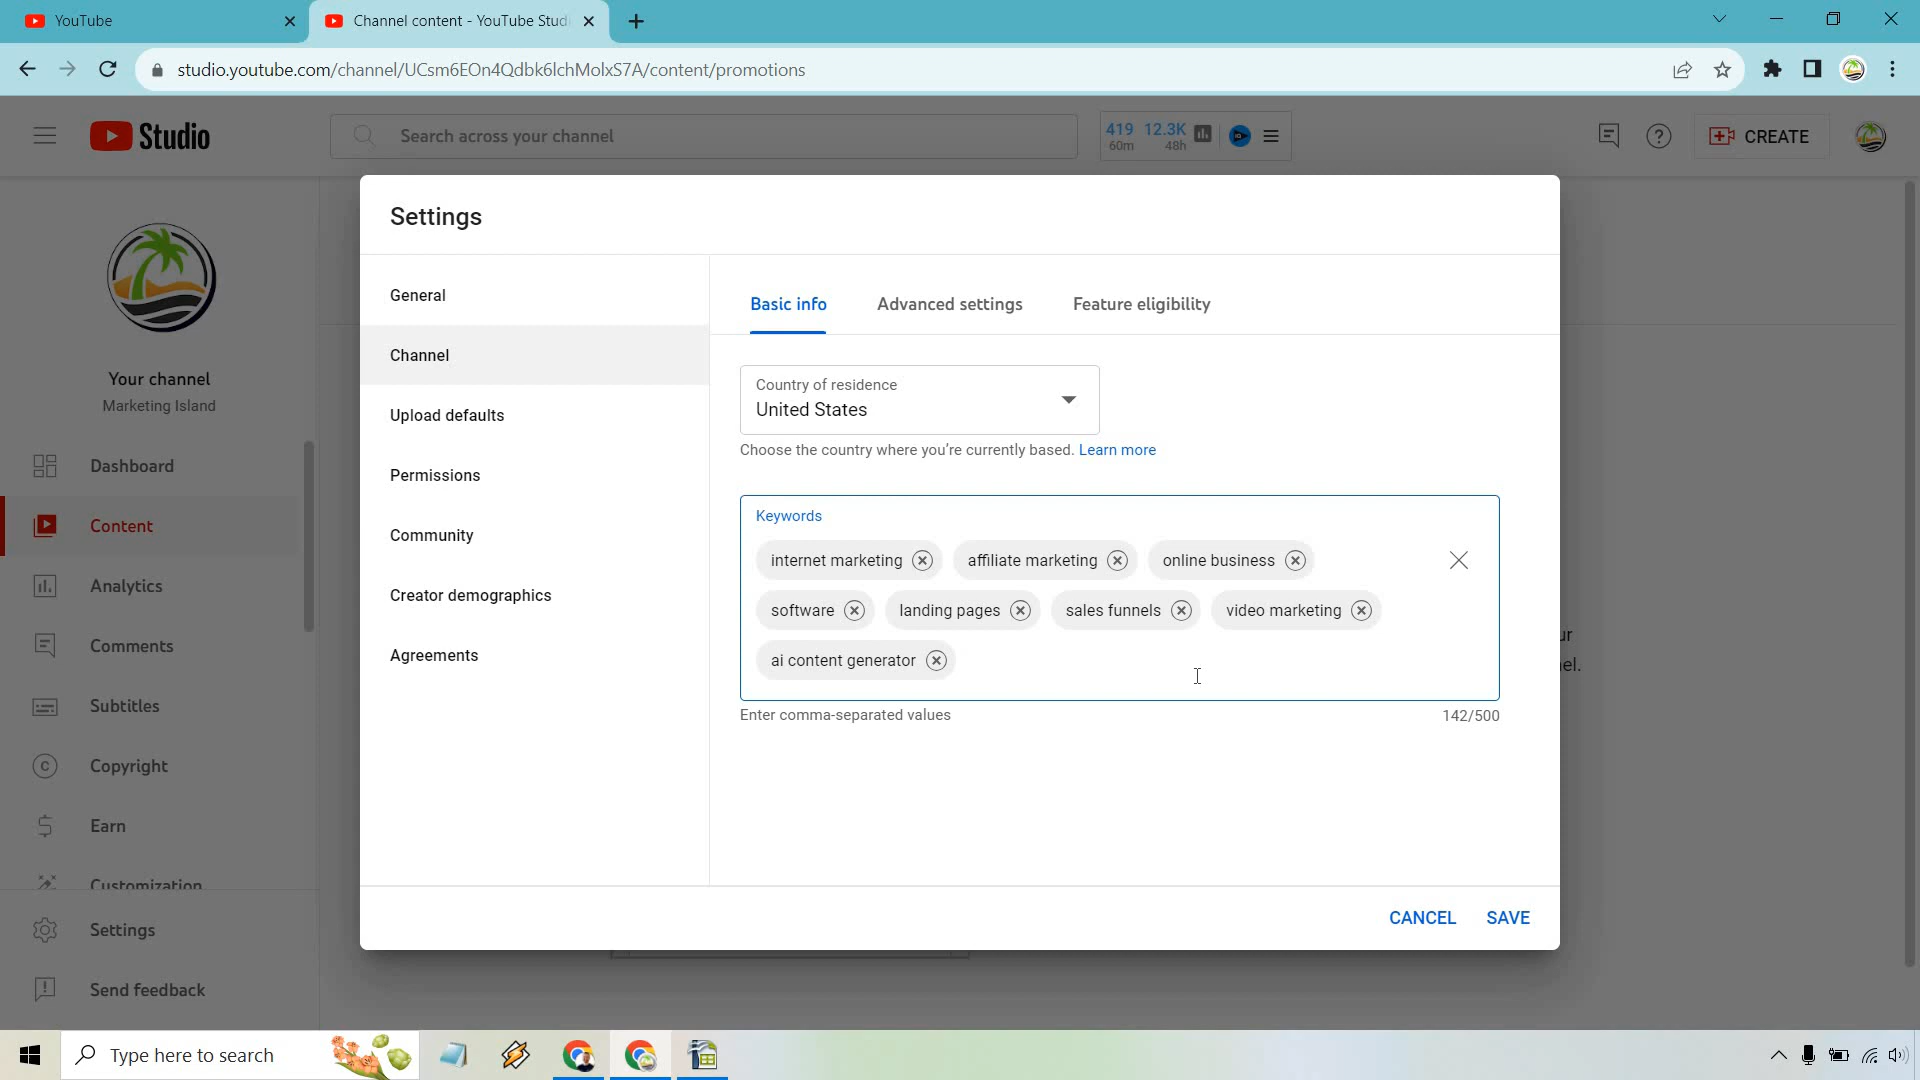 YouTube
Channel content - YouTube Studi
studio.youtube.com/channel/UCsm6EOn4Qdbk6lchMolxS7A/content/promotions
Studio
Search across your channel
419 12.3K
60m 48h
CREATE
Settings
Your channel
Marketing Island
Dashboard
Content
Analytics
Comments
Subtitles
Copyright
Earn
Customization
Settings
Send feedback
General
Channel
Upload defaults
Permissions
Community
Creator demographics
Agreements
Basic info Advanced settings Feature eligibility
Country of residence
United States
Choose the country where you're currently based. Learn more
Keywords
internet marketing affiliate marketing online business
software landing pages sales funnels video marketing
ai content generator
Enter comma-separated values 142/500
CANCEL SAVE
ur
el.
Type here to search